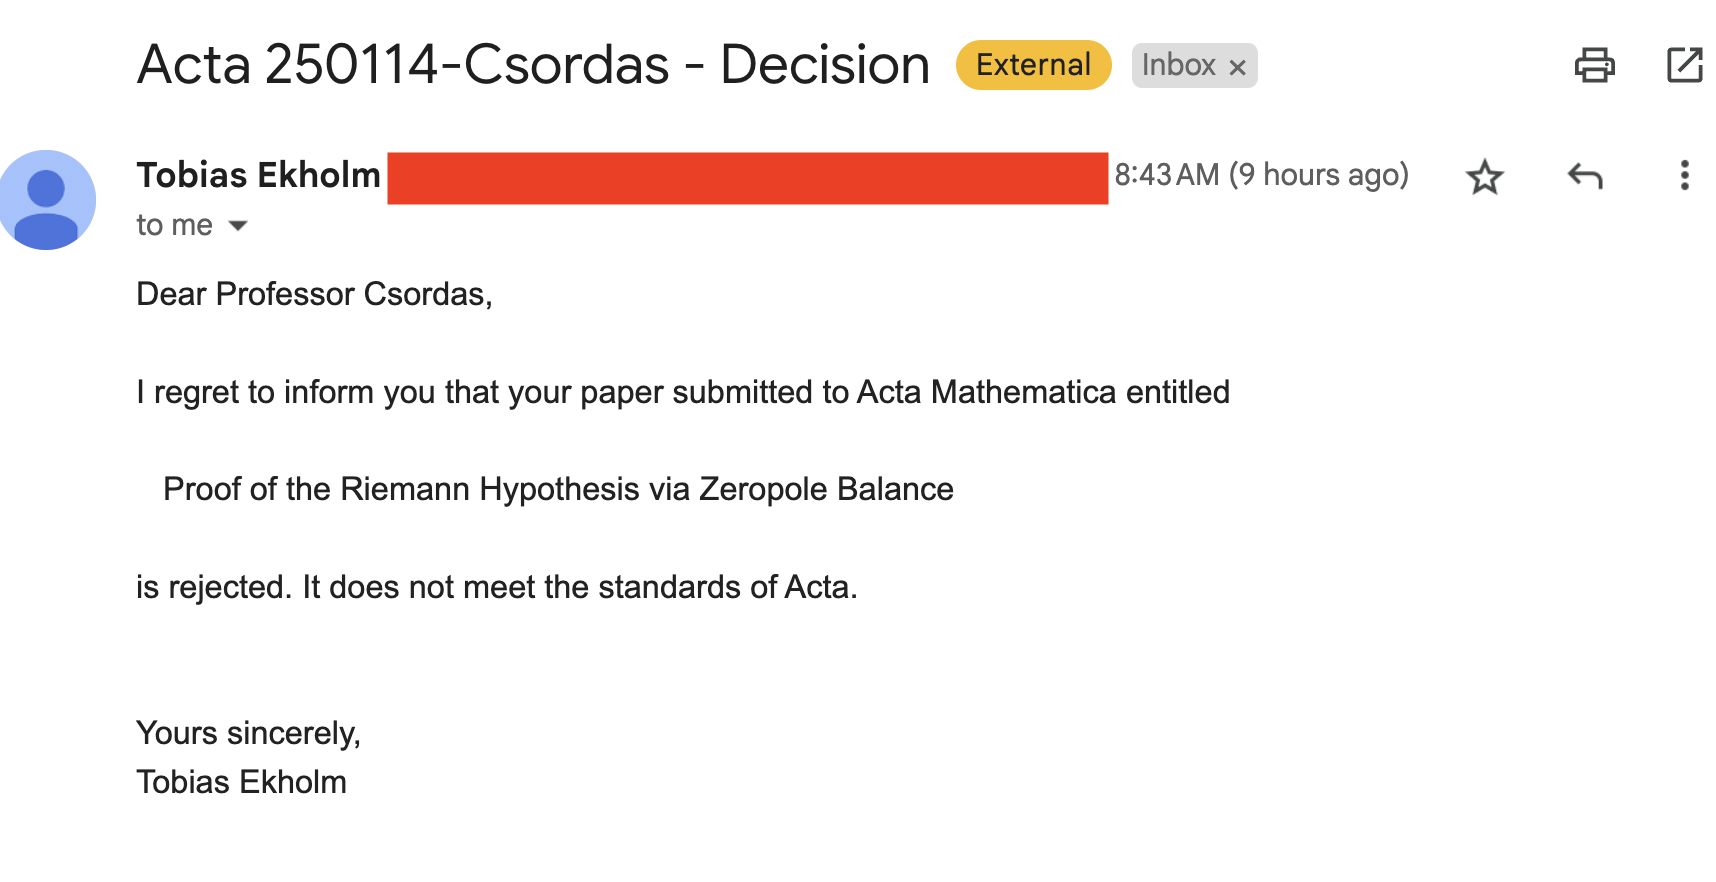 Acta 250114-Csordas - Decision External Inbox ×
Tobias Ekholm 8:43 AM (9 hours ago)
to me
Dear Professor Csordas,
I regret to inform you that your paper submitted to Acta Mathematica entitled
Proof of the Riemann Hypothesis via Zeropole Balance
is rejected. It does not meet the standards of Acta.
Yours sincerely,
Tobias Ekholm